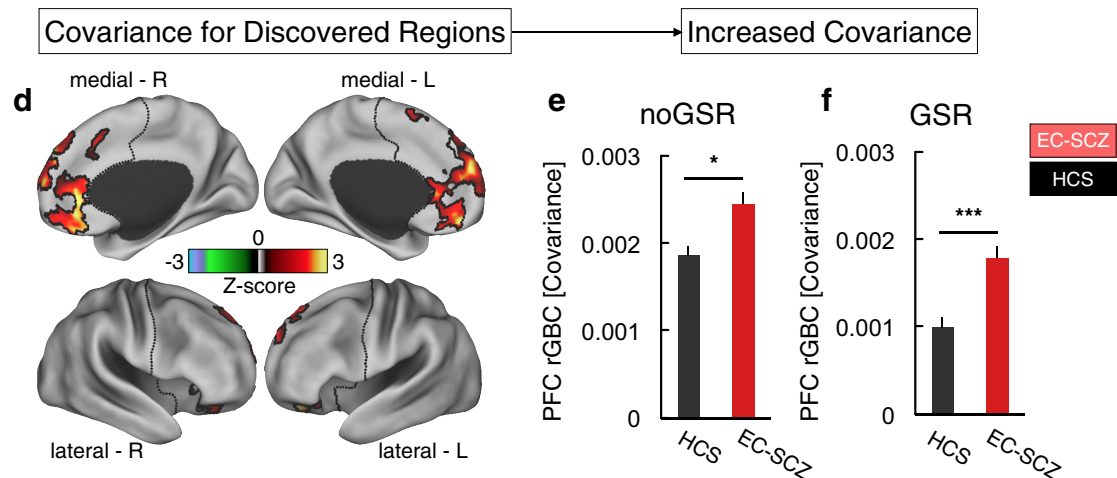 Covariance for Discovered Regions
Increased Covariance
d
medial - R
medial - L
0
-3
3
Z-score
lateral - R
lateral - L
e
noGSR
PFC rGBC [Covariance]
0.003
0.002
0.001
0
*
HCS
EC-SCZ
f
GSR
PFC rGBC [Covariance]
0.003
0.002
0.001
0
***
HCS
EC-SCZ
EC-SCZ
HCS